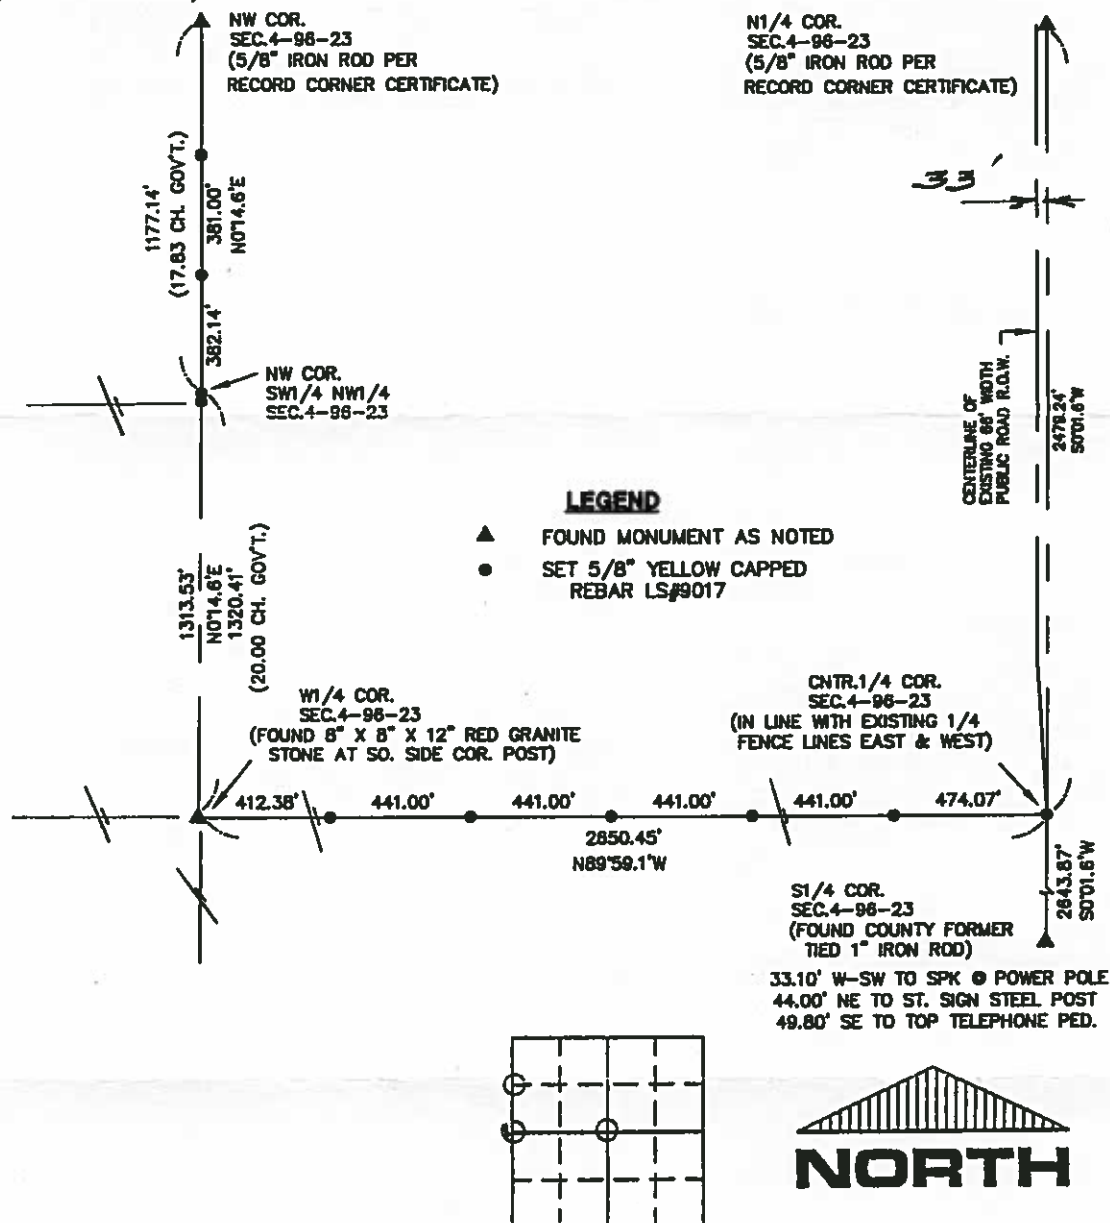 NW COR.
SEC.4-96-23
(5/8" IRON ROD PER
RECORD CORNER CERTIFICATE)
N1/4 COR.
SEC.4-96-23
(5/8" IRON ROD PER
RECORD CORNER CERTIFICATE)
33'
1177.14'
(17.83 CH. GOV'T.)
381.00'
N0°14.6'E
382.14'
NW COR.
SW1/4 NW1/4
SEC.4-96-23
CENTERLINE OF
EXISTING 66' WIDTH
PUBLIC ROAD R.O.W.
2479.24'
S0°01.6'W
LEGEND
FOUND MONUMENT AS NOTED
SET 5/8" YELLOW CAPPED
REBAR LS#9017
1313.53'
N0°14.6'E
1320.41'
(20.00 CH. GOV'T.)
W1/4 COR.
SEC.4-96-23
(FOUND 8" X 8" X 12" RED GRANITE
STONE AT SO. SIDE COR. POST)
CNTR.1/4 COR.
SEC.4-96-23
(IN LINE WITH EXISTING 1/4
FENCE LINES EAST & WEST)
412.38' 441.00' 441.00' 441.00' 441.00' 474.07'
2650.45'
N89°59.1'W
2643.87'
S0°01.6'W
S1/4 COR.
SEC.4-96-23
(FOUND COUNTY FORMER
TIED 1" IRON ROD)
33.10' W-SW TO SPK @ POWER POLE
44.00' NE TO ST. SIGN STEEL POST
49.80' SE TO TOP TELEPHONE PED.
NORTH